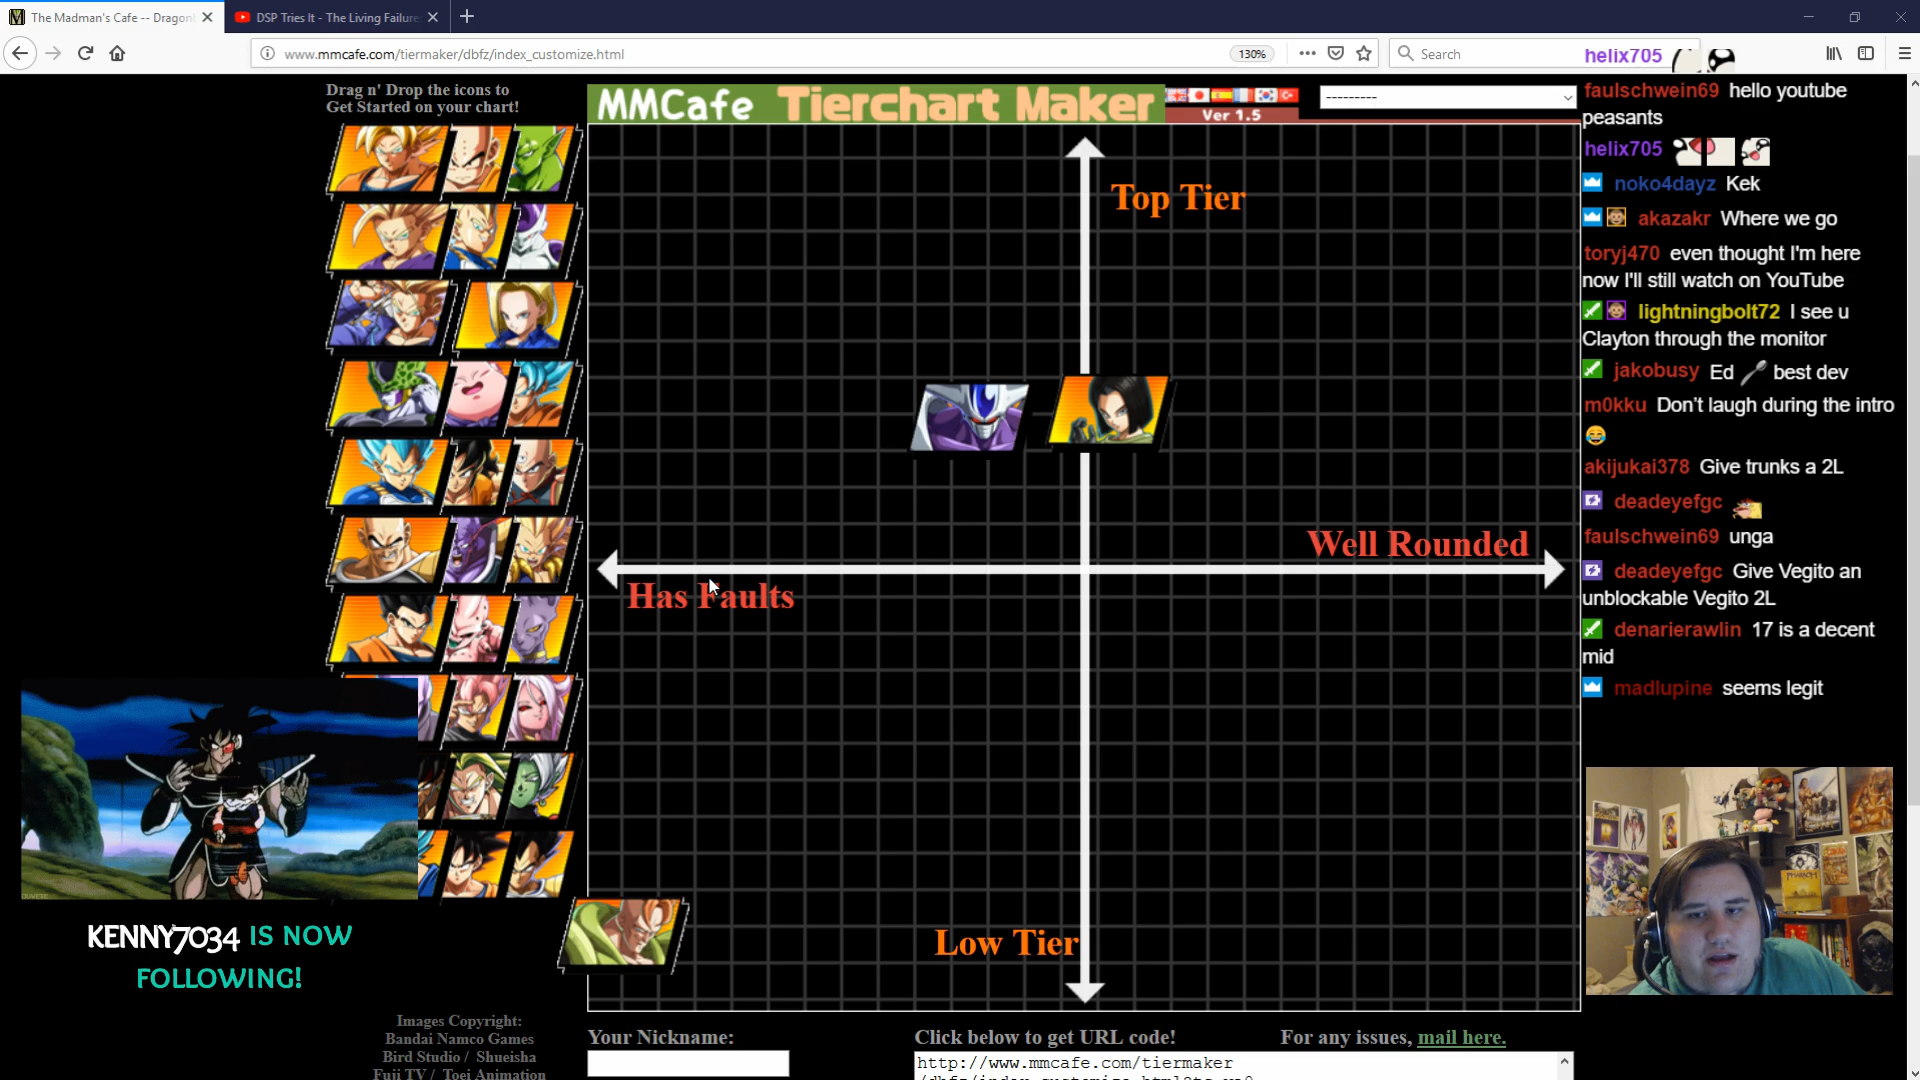 The Madman's Cafe -- Dragon
DSP Tries It - The Living Failure
www.mmcafe.com/tiermaker/dbfz/index_customize.html
130%
Search
Drag n' Drop the icons to
Get Started on your chart!
MMCafe Tierchart Maker
Ver 1.5
---------
Top Tier
Well Rounded
Has Faults
Low Tier
KENNY7034 IS NOW
FOLLOWING!
Images Copyright:
Bandai Namco Games
Bird Studio / Shueisha
Fuji TV / Toei Animation
Your Nickname:
Click below to get URL code!
For any issues, mail here.
http://www.mmcafe.com/tiermaker
helix705
faulschwein69 hello youtube
peasants
helix705
noko4dayz Kek
akazakr Where we go
toryj470 even thought I'm here
now I'll still watch on YouTube
lightningbolt72 I see u
Clayton through the monitor
jakobusy Ed best dev
m0kku Don't laugh during the intro
akijukai378 Give trunks a 2L
deadeyefgc
faulschwein69 unga
deadeyefgc Give Vegito an
unblockable Vegito 2L
denarierawlin 17 is a decent
mid
madlupine seems legit